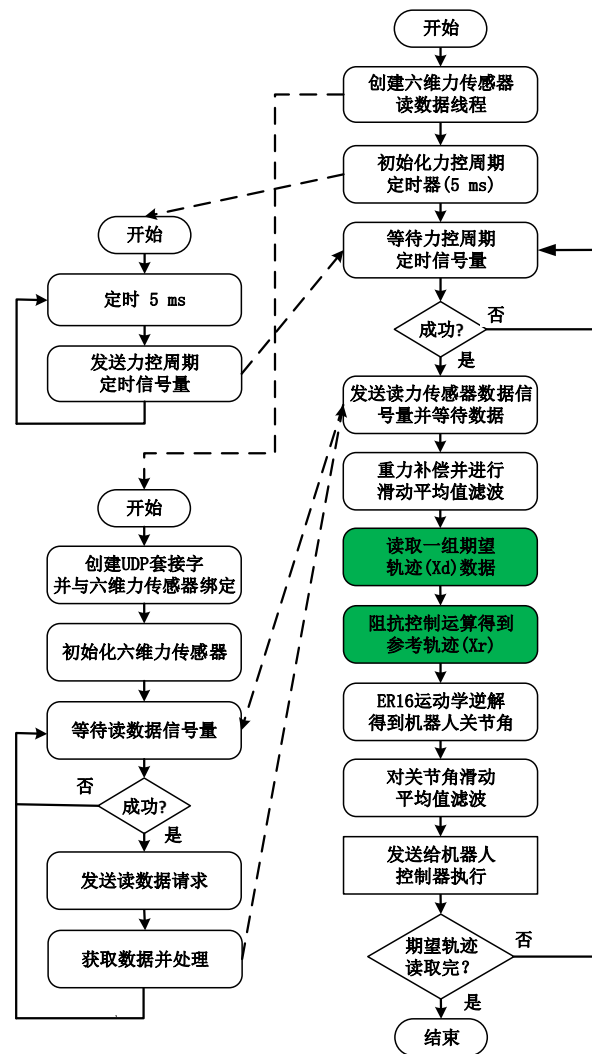 开始
创建六维力传感器
读数据线程
初始化力控周期
定时器(5 ms)
等待力控周期
定时信号量
成功?
否
是
发送读力传感器数据信
号量并等待数据
重力补偿并进行
滑动平均值滤波
读取一组期望
轨迹(Xd)数据
阻抗控制运算得到
参考轨迹(Xr)
ER16运动学逆解
得到机器人关节角
对关节角滑动
平均值滤波
发送给机器人
控制器执行
期望轨迹
读取完?
否
是
结束
开始
定时 5 ms
发送力控周期
定时信号量
开始
创建UDP套接字
并与六维力传感器绑定
初始化六维力传感器
等待读数据信号量
否
成功?
是
发送读数据请求
获取数据并处理